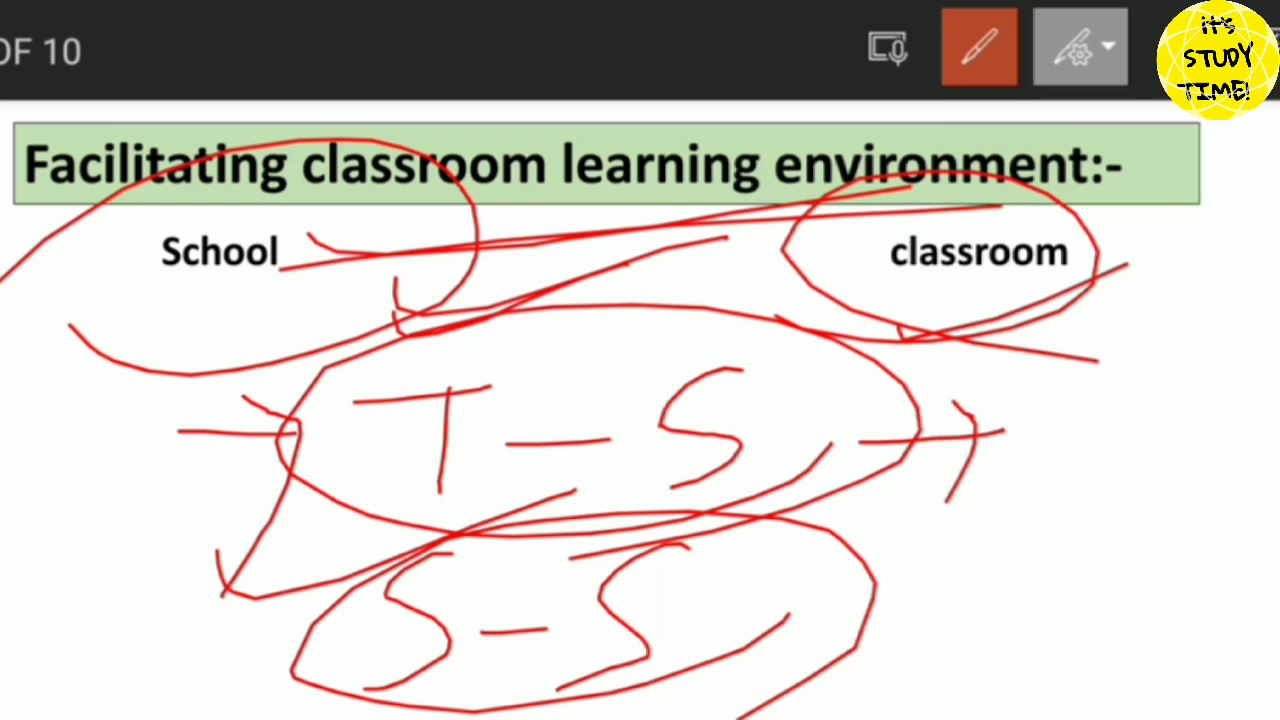 OF 10
iT's
STUDY
TIME!
Facilitating classroom learning environment:-
School classroom
T - S
S - S